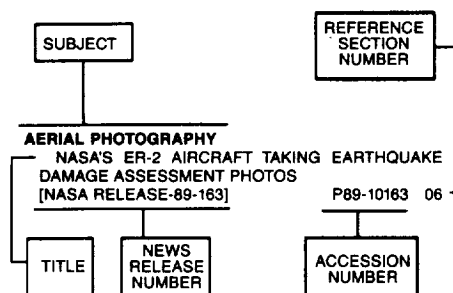 SUBJECT
REFERENCE
SECTION
NUMBER
AERIAL PHOTOGRAPHY
NASA'S ER-2 AIRCRAFT TAKING EARTHQUAKE
DAMAGE ASSESSMENT PHOTOS
[NASA RELEASE-89-163] P89-10163 06
TITLE
NEWS
RELEASE
NUMBER
ACCESSION
NUMBER